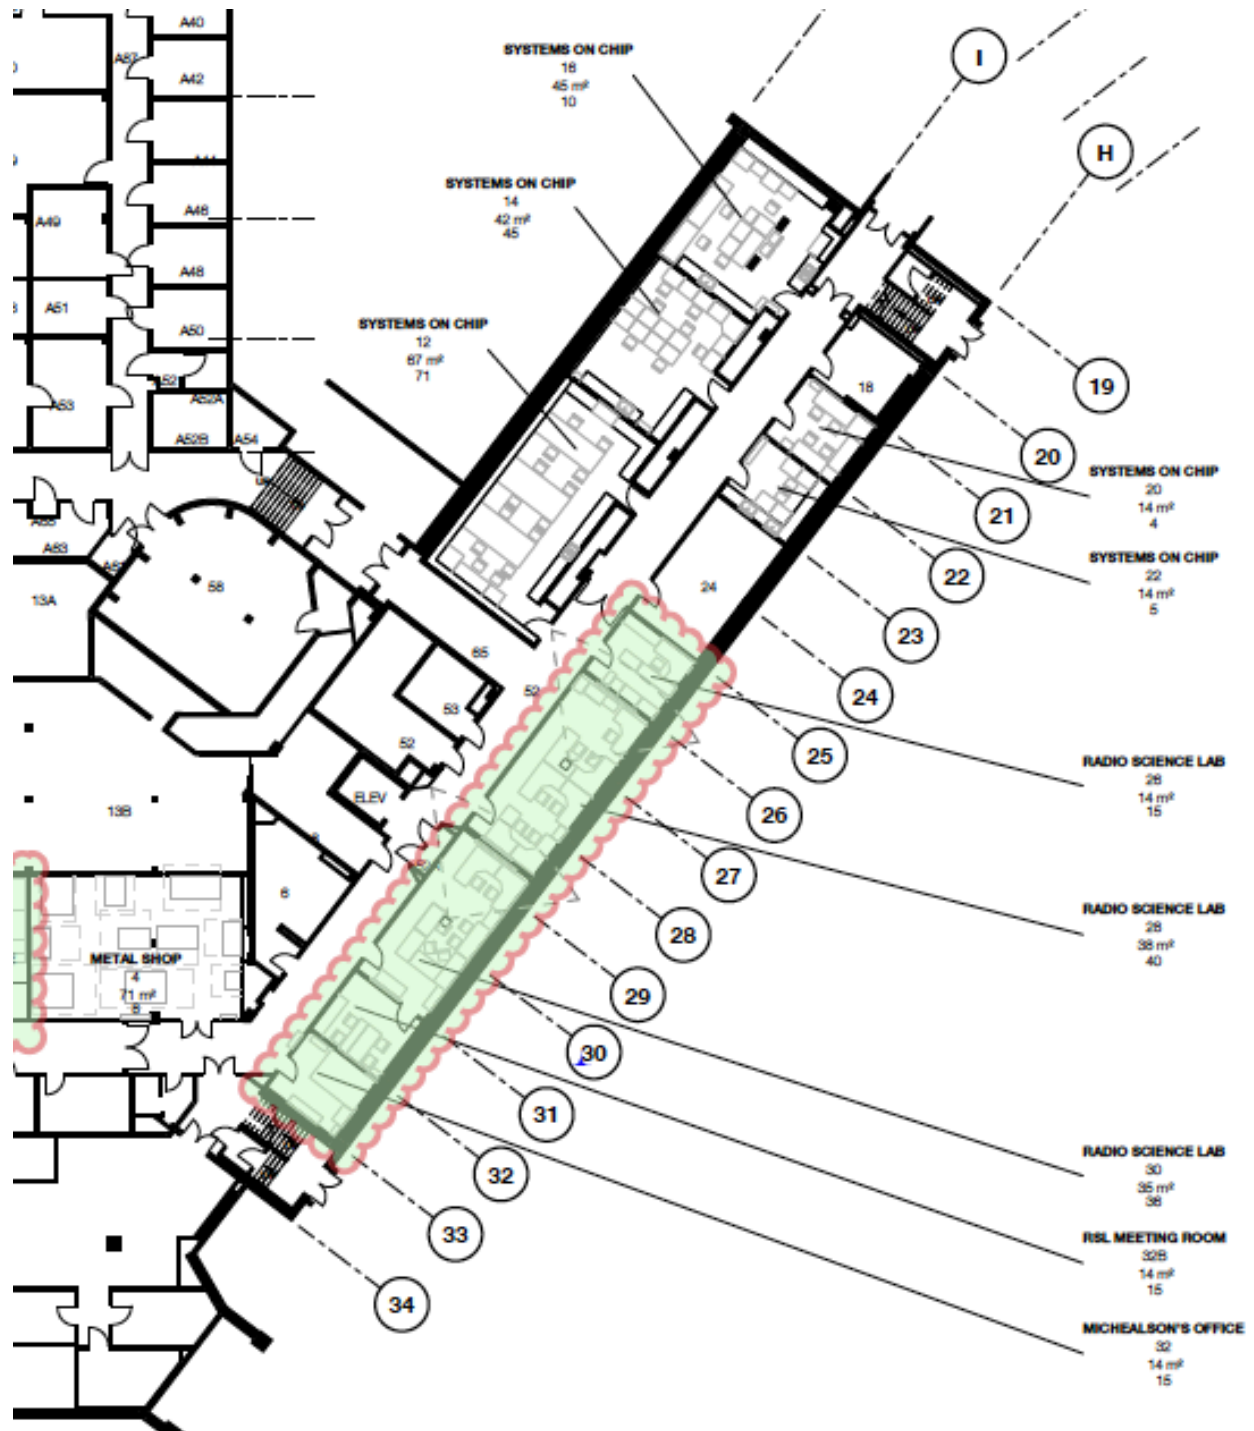 A40
A67
A42
SYSTEMS ON CHIP
18
45 m²
10
I
H
SYSTEMS ON CHIP
14
42 m²
45
A49
A46
A48
A51
A50
SYSTEMS ON CHIP
12
67 m²
71
A52
A52A
A53
A52B
A54
18
19
20
SYSTEMS ON CHIP
20
14 m²
4
21
SYSTEMS ON CHIP
22
14 m²
5
22
A63
13A
58
24
23
65
52
24
53
52
25
RADIO SCIENCE LAB
28
14 m²
15
ELEV
26
13B
27
6
RADIO SCIENCE LAB
28
38 m²
40
28
METAL SHOP
4
71 m²
8
29
30
31
RADIO SCIENCE LAB
30
35 m²
38
32
33
RSL MEETING ROOM
32B
14 m²
15
34
MICHEALSON'S OFFICE
32
14 m²
15